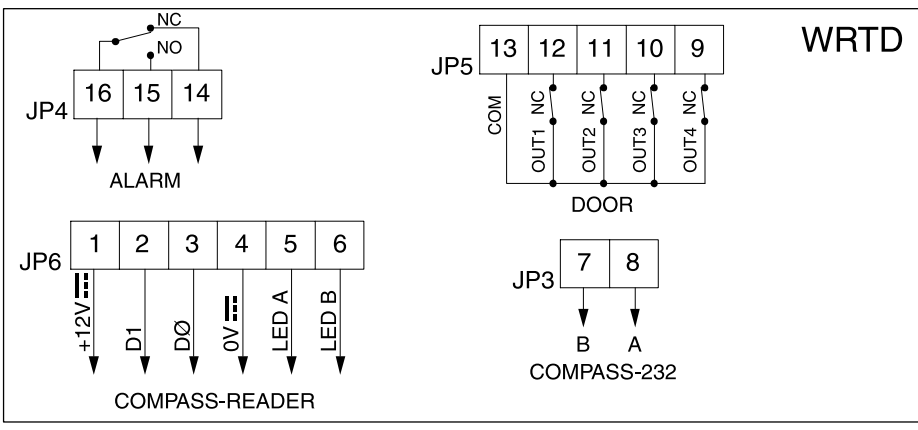 WRTD
NC
NO
JP4 16 15 14
ALARM
JP5 13 12 11 10 9
COM OUT1 NC OUT2 NC OUT3 NC OUT4 NC
DOOR
JP6 1 2 3 4 5 6
+12V D1 DØ 0V LED A LED B
COMPASS-READER
JP3 7 8
B A
COMPASS-232